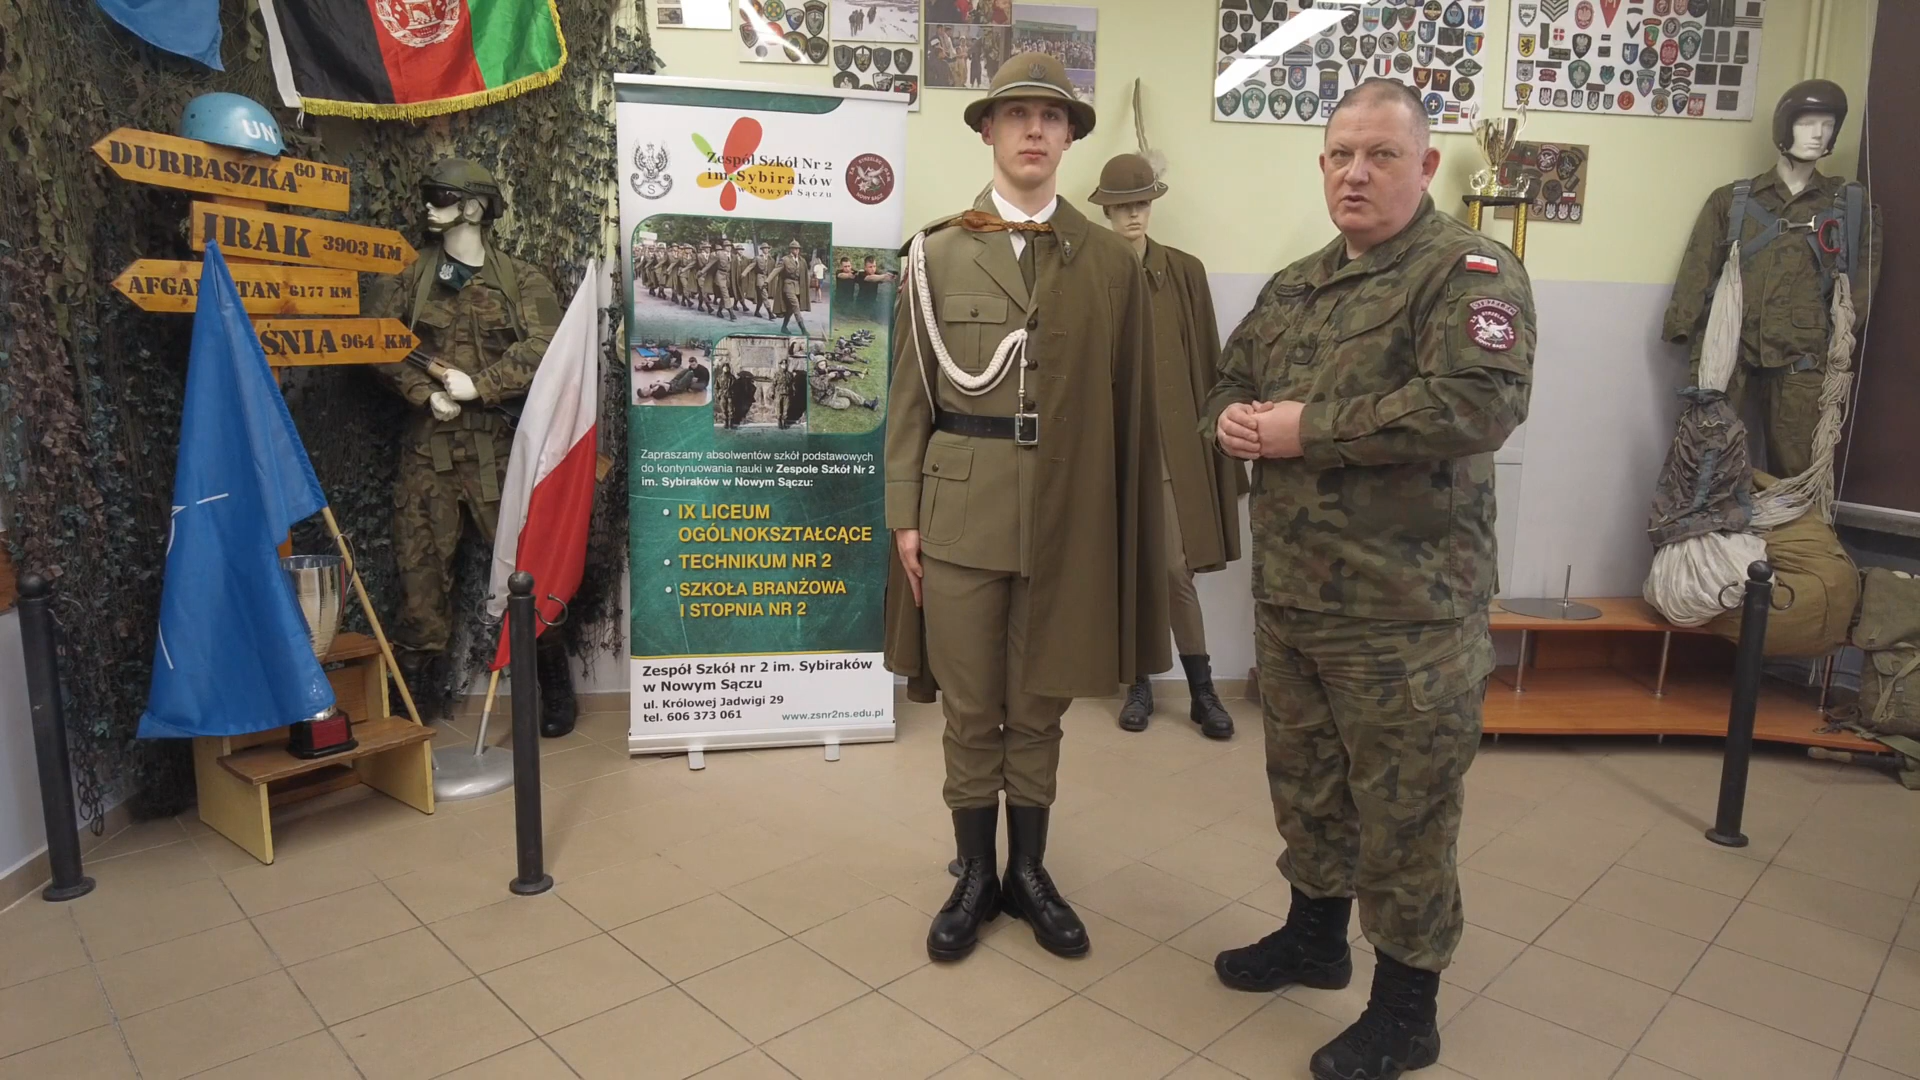 UN
DURBASZKA 60 KM
IRAK 3903 KM
AFGA TAN 6177 KM
ŚNIA 964 KM
Zespół Szkół Nr 2
im. Sybiraków
w Nowym Sączu
S
Zapraszamy absolwentów szkół podstawowych
do kontynuowania nauki w Zespole Szkół Nr 2
im. Sybiraków w Nowym Sączu:
• IX LICEUM
OGÓLNOKSZTAŁCĄCE
• TECHNIKUM NR 2
• SZKOŁA BRANŻOWA
I STOPNIA NR 2
Zespół Szkół nr 2 im. Sybiraków
w Nowym Sączu
ul. Królowej Jadwigi 29
tel. 606 373 061
www.zsnr2ns.edu.pl